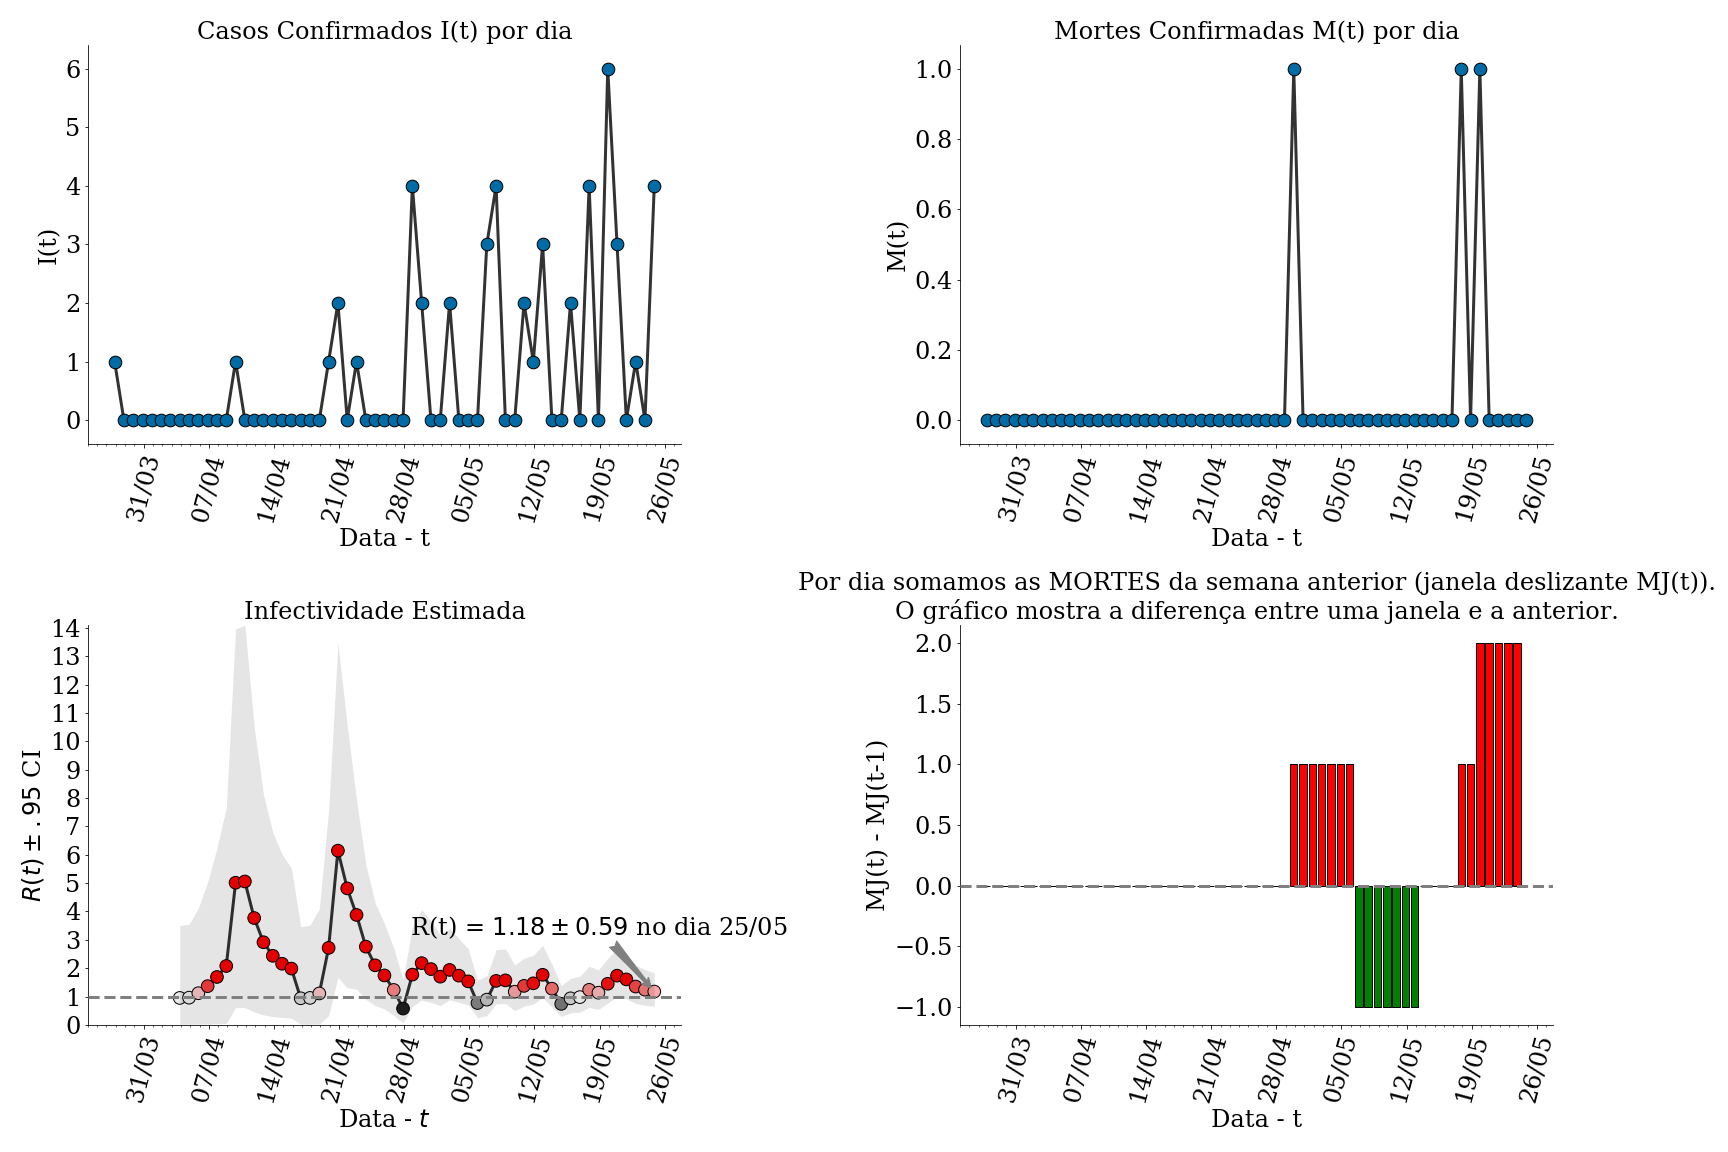 Casos Confirmados I(t) por dia
I(t)
6
5
4
3
2
1
0
31/03 07/04 14/04 21/04 28/04 05/05 12/05 19/05 26/05
Data - t
Mortes Confirmadas M(t) por dia
M(t)
1.0
0.8
0.6
0.4
0.2
0.0
31/03 07/04 14/04 21/04 28/04 05/05 12/05 19/05 26/05
Data - t
Infectividade Estimada
R(t) ± .95 CI
14
13
12
11
10
9
8
7
6
5
4
3
2
1
0
R(t) = 1.18 ± 0.59 no dia 25/05
31/03 07/04 14/04 21/04 28/04 05/05 12/05 19/05 26/05
Data - t
Por dia somamos as MORTES da semana anterior (janela deslizante MJ(t)).
O gráfico mostra a diferença entre uma janela e a anterior.
MJ(t) - MJ(t-1)
2.0
1.5
1.0
0.5
0.0
−0.5
−1.0
31/03 07/04 14/04 21/04 28/04 05/05 12/05 19/05 26/05
Data - t